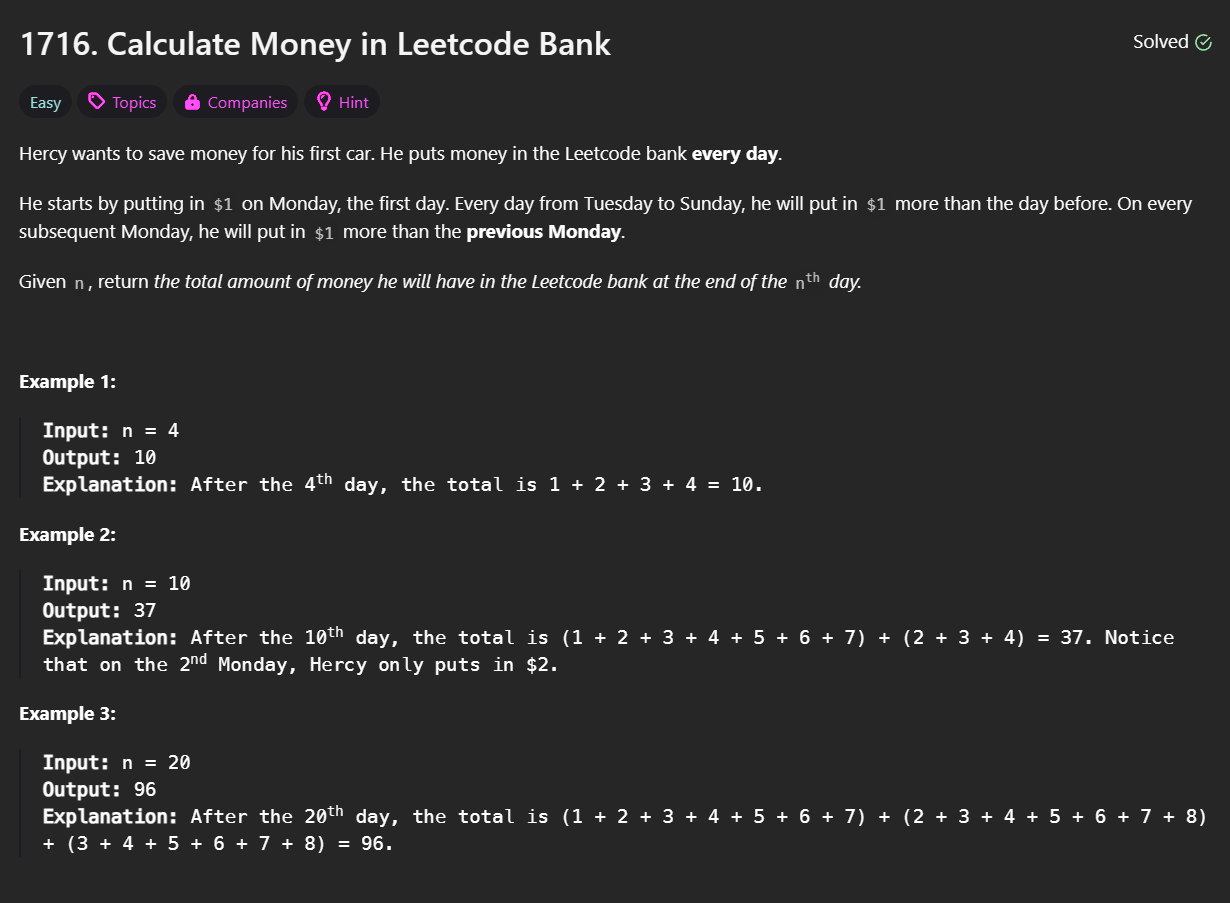 1716. Calculate Money in Leetcode Bank
Solved
Easy Topics Companies Hint
Hercy wants to save money for his first car. He puts money in the Leetcode bank every day.
He starts by putting in $1 on Monday, the first day. Every day from Tuesday to Sunday, he will put in $1 more than the day before. On every
subsequent Monday, he will put in $1 more than the previous Monday.
Given n, return the total amount of money he will have in the Leetcode bank at the end of the nth day.
Example 1:
Input: n = 4
Output: 10
Explanation: After the 4th day, the total is 1 + 2 + 3 + 4 = 10.
Example 2:
Input: n = 10
Output: 37
Explanation: After the 10th day, the total is (1 + 2 + 3 + 4 + 5 + 6 + 7) + (2 + 3 + 4) = 37. Notice
that on the 2nd Monday, Hercy only puts in $2.
Example 3:
Input: n = 20
Output: 96
Explanation: After the 20th day, the total is (1 + 2 + 3 + 4 + 5 + 6 + 7) + (2 + 3 + 4 + 5 + 6 + 7 + 8)
+ (3 + 4 + 5 + 6 + 7 + 8) = 96.